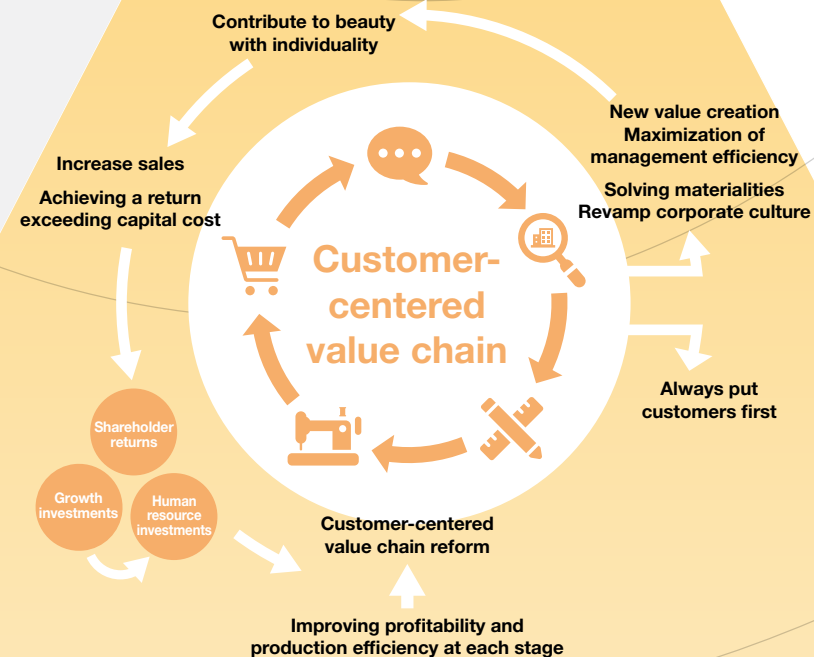 Contribute to beauty
with individuality
New value creation
Maximization of
management efficiency
Solving materialities
Revamp corporate culture
Increase sales
Achieving a return
exceeding capital cost
Customer-
centered
value chain
Always put
customers first
Shareholder
returns
Growth
investments
Human
resource
investments
Customer-centered
value chain reform
Improving profitability and
production efficiency at each stage